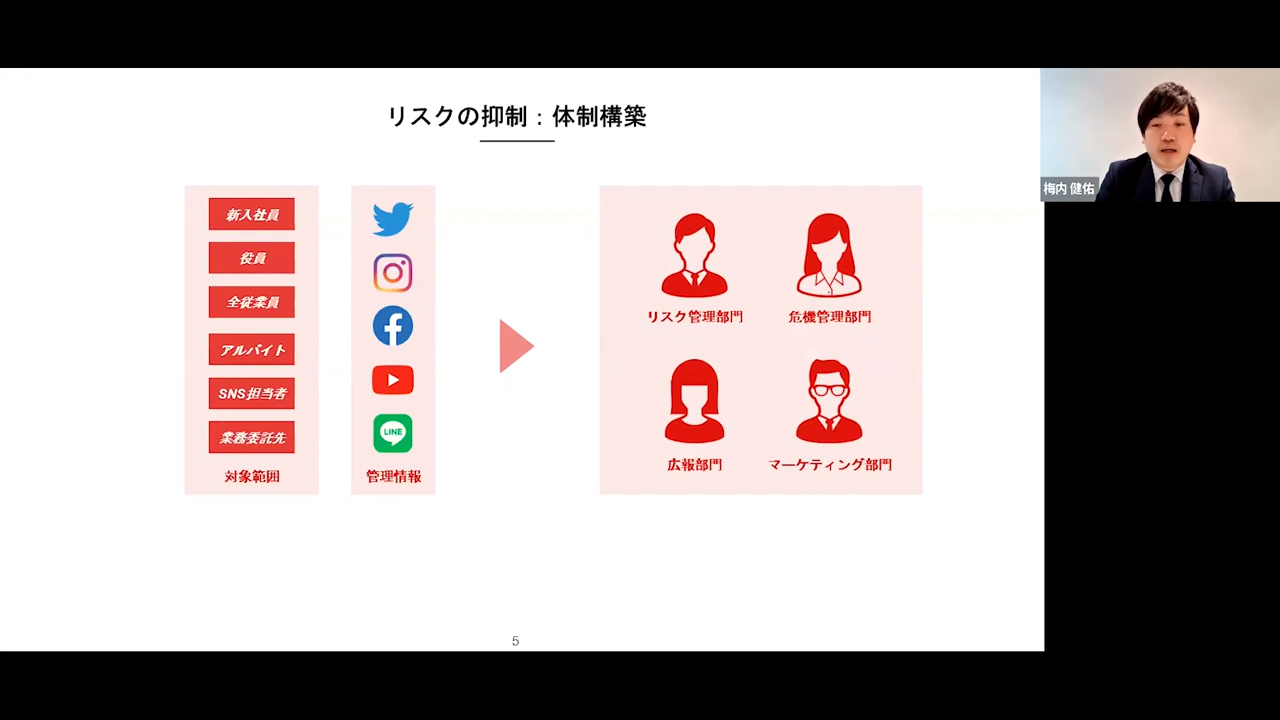 リスクの抑制：体制構築
梅内 健佑
新入社員
役員
全従業員
アルバイト
SNS担当者
業務委託先
対象範囲
LINE
管理情報
リスク管理部門
危機管理部門
広報部門
マーケティング部門
5